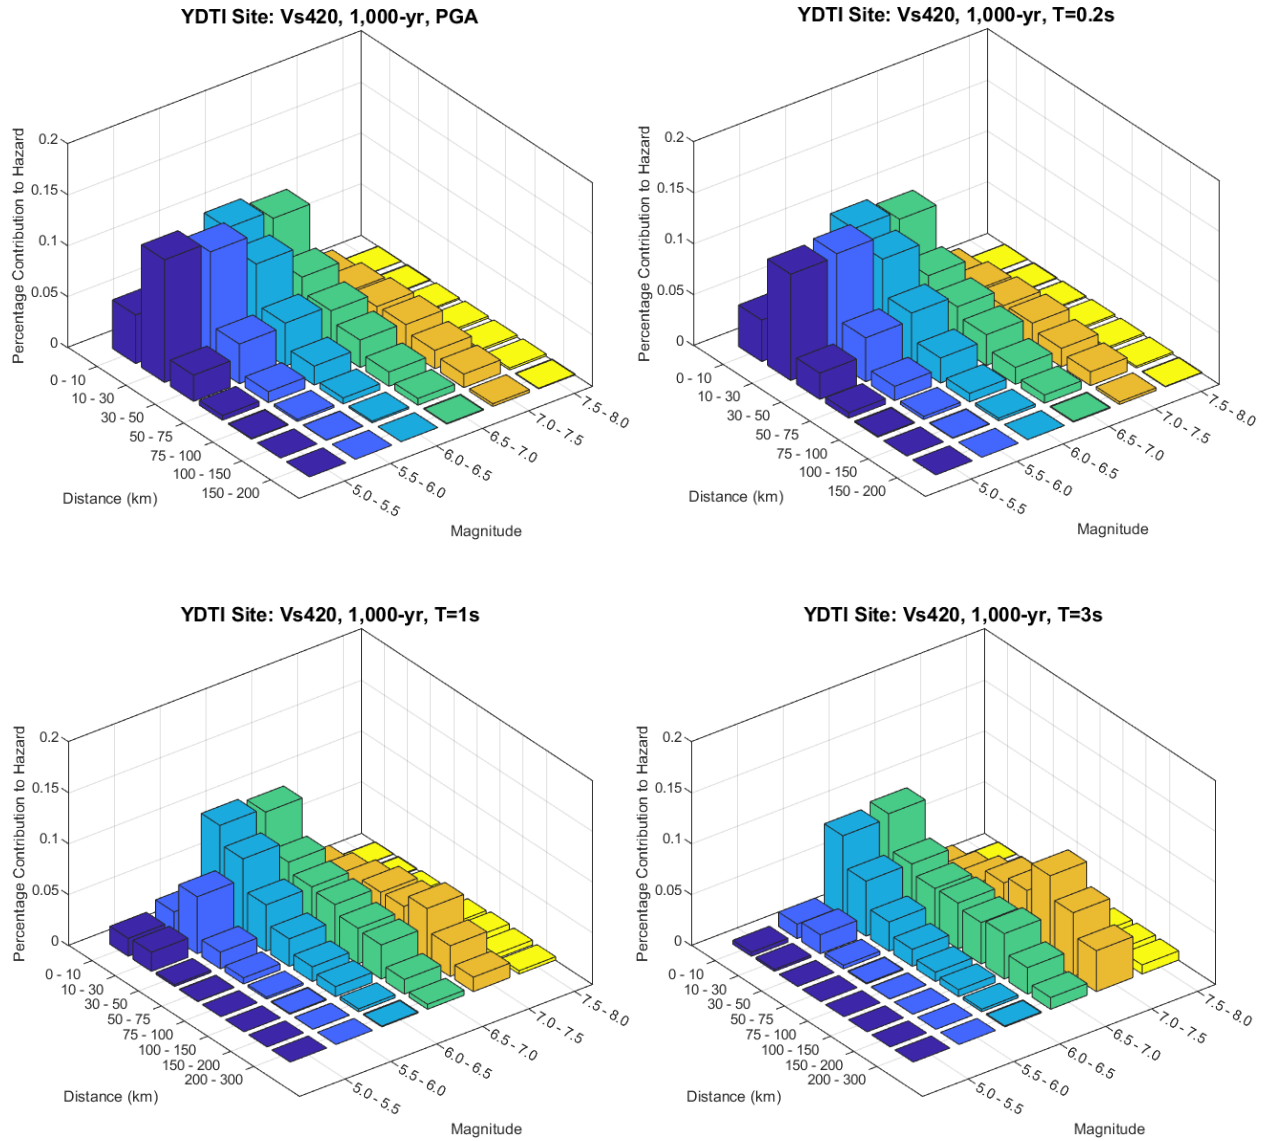 YDTI Site: Vs420, 1,000-yr, PGA
Percentage Contribution to Hazard
0.2
0.15
0.1
0.05
0
0 - 10
10 - 30
30 - 50
50 - 75
75 - 100
100 - 150
150 - 200
Distance (km)
5.0 - 5.5
5.5 - 6.0
6.0 - 6.5
6.5 - 7.0
7.0 - 7.5
7.5 - 8.0
Magnitude
YDTI Site: Vs420, 1,000-yr, T=0.2s
Percentage Contribution to Hazard
0.2
0.15
0.1
0.05
0
0 - 10
10 - 30
30 - 50
50 - 75
75 - 100
100 - 150
150 - 200
Distance (km)
5.0 - 5.5
5.5 - 6.0
6.0 - 6.5
6.5 - 7.0
7.0 - 7.5
7.5 - 8.0
Magnitude
YDTI Site: Vs420, 1,000-yr, T=1s
Percentage Contribution to Hazard
0.2
0.15
0.1
0.05
0
0 - 10
10 - 30
30 - 50
50 - 75
75 - 100
100 - 150
150 - 200
200 - 300
Distance (km)
5.0 - 5.5
5.5 - 6.0
6.0 - 6.5
6.5 - 7.0
7.0 - 7.5
7.5 - 8.0
Magnitude
YDTI Site: Vs420, 1,000-yr, T=3s
Percentage Contribution to Hazard
0.2
0.15
0.1
0.05
0
0 - 10
10 - 30
30 - 50
50 - 75
75 - 100
100 - 150
150 - 200
200 - 300
Distance (km)
5.0 - 5.5
5.5 - 6.0
6.0 - 6.5
6.5 - 7.0
7.0 - 7.5
7.5 - 8.0
Magnitude